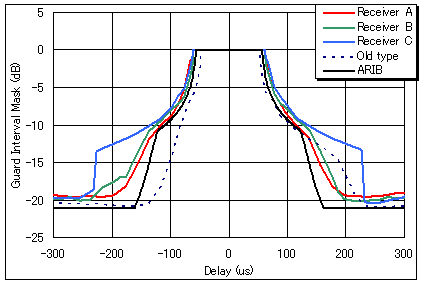 Receiver A
Receiver B
Receiver C
Old type
ARIB
Guard Interval Mask (dB)
5
0
-5
-10
-15
-20
-25
-300 -200 -100 0 100 200 300
Delay (us)